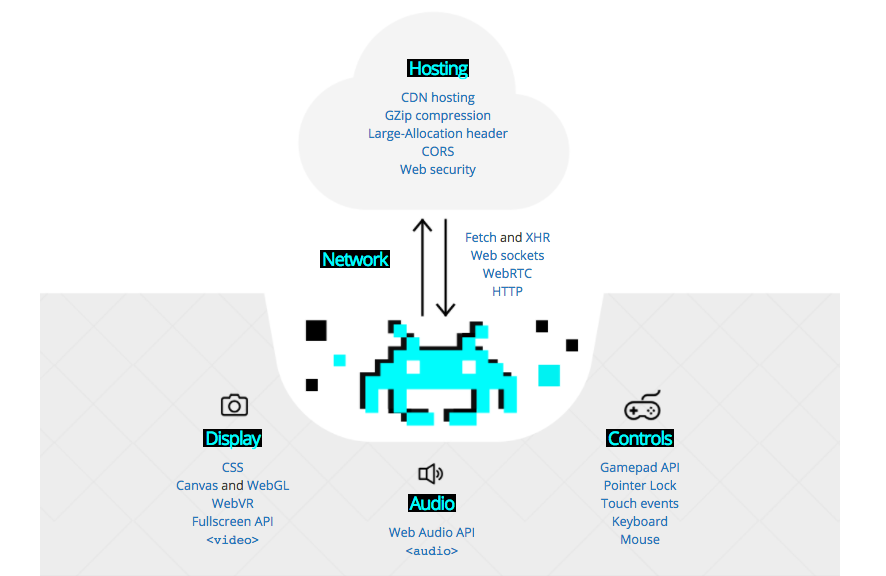 Hosting
CDN hosting
GZip compression
Large-Allocation header
CORS
Web security
Network
Fetch and XHR
Web sockets
WebRTC
HTTP
Display
CSS
Canvas and WebGL
WebVR
Fullscreen API
<video>
Audio
Web Audio API
<audio>
Controls
Gamepad API
Pointer Lock
Touch events
Keyboard
Mouse